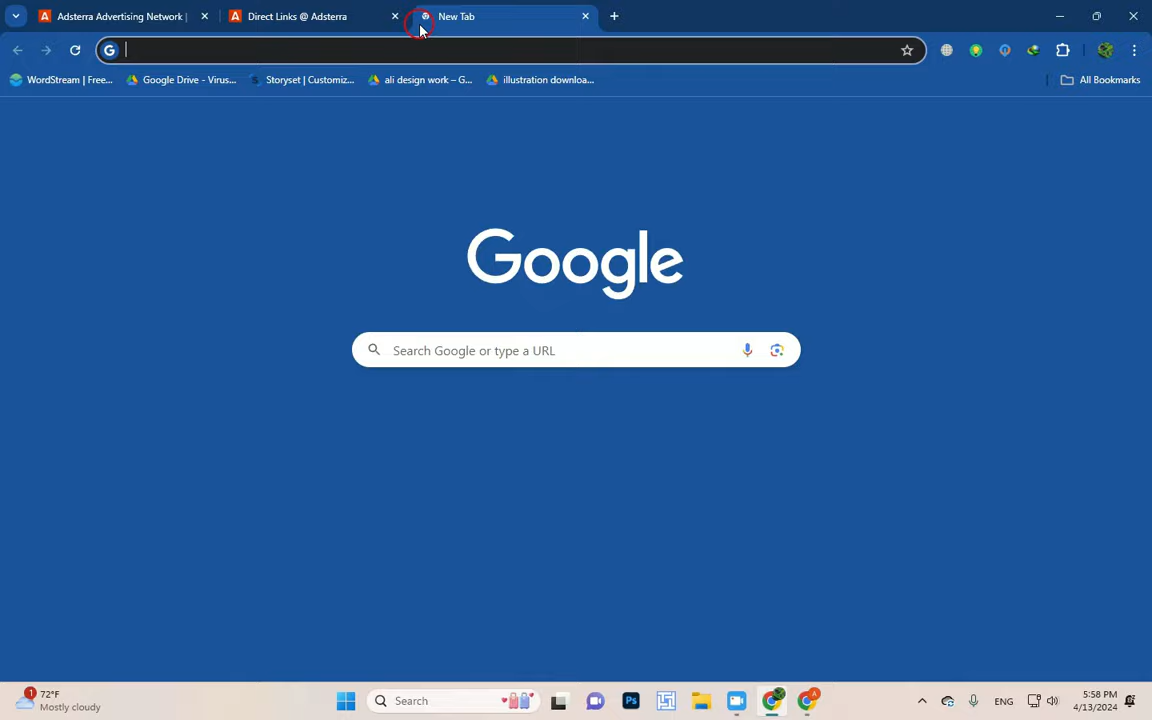 Adsterra Advertising Network |
Direct Links @ Adsterra
New Tab
WordStream | Free...
Google Drive - Virus...
Storyset | Customiz...
ali design work – G...
illustration downloa...
All Bookmarks
Google
Search Google or type a URL
1
72°F
Mostly cloudy
Search
Ps
ENG
5:58 PM
4/13/2024